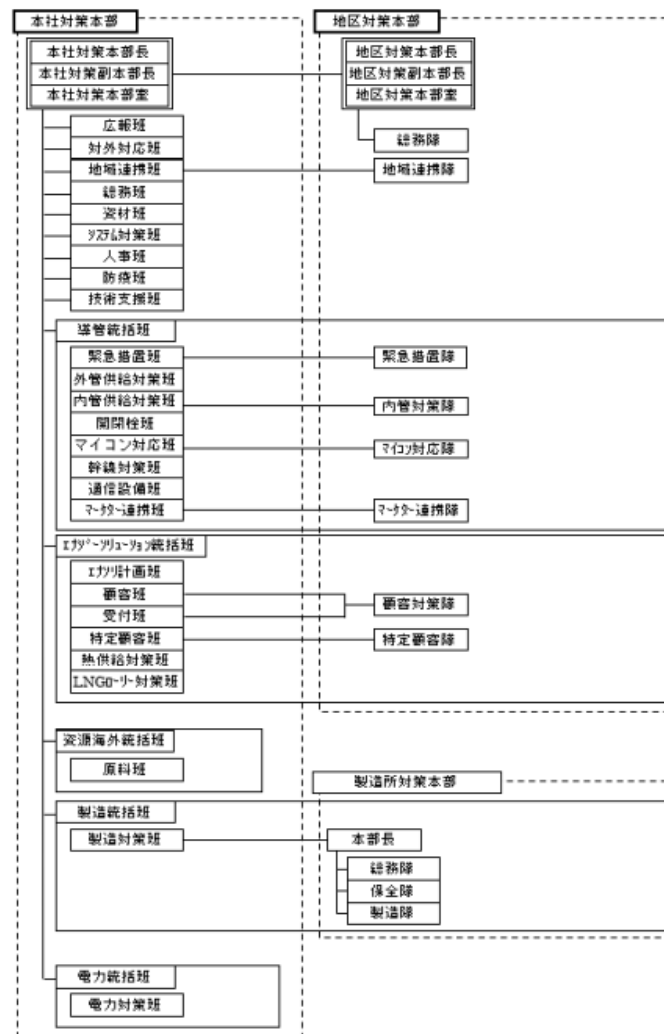 本社対策本部
地区対策本部
本社対策本部長
本社対策副本部長
本社対策本部室
地区対策本部長
地区対策副本部長
地区対策本部室
広報班
対外対応班
地域連携班
総務班
資材班
システム対策班
人事班
防療班
技術支援班
総務隊
地域連携隊
導管統括班
緊急措置班
緊急措置隊
外管供給対策班
内管供給対策班
内管対策隊
開閉栓班
マイコン対応班
マイコン対応隊
幹線対策班
通信設備班
マーケター連携班
マーケター連携隊
エナジーソリューション統括班
エナソリ計画班
顧客班
受付班
顧客対策隊
特定顧客班
特定顧客隊
熱供給対策班
LNGローリー対策班
資源海外統括班
原料班
製造所対策本部
製造統括班
製造対策班
本部長
総務隊
保全隊
製造隊
電力統括班
電力対策班